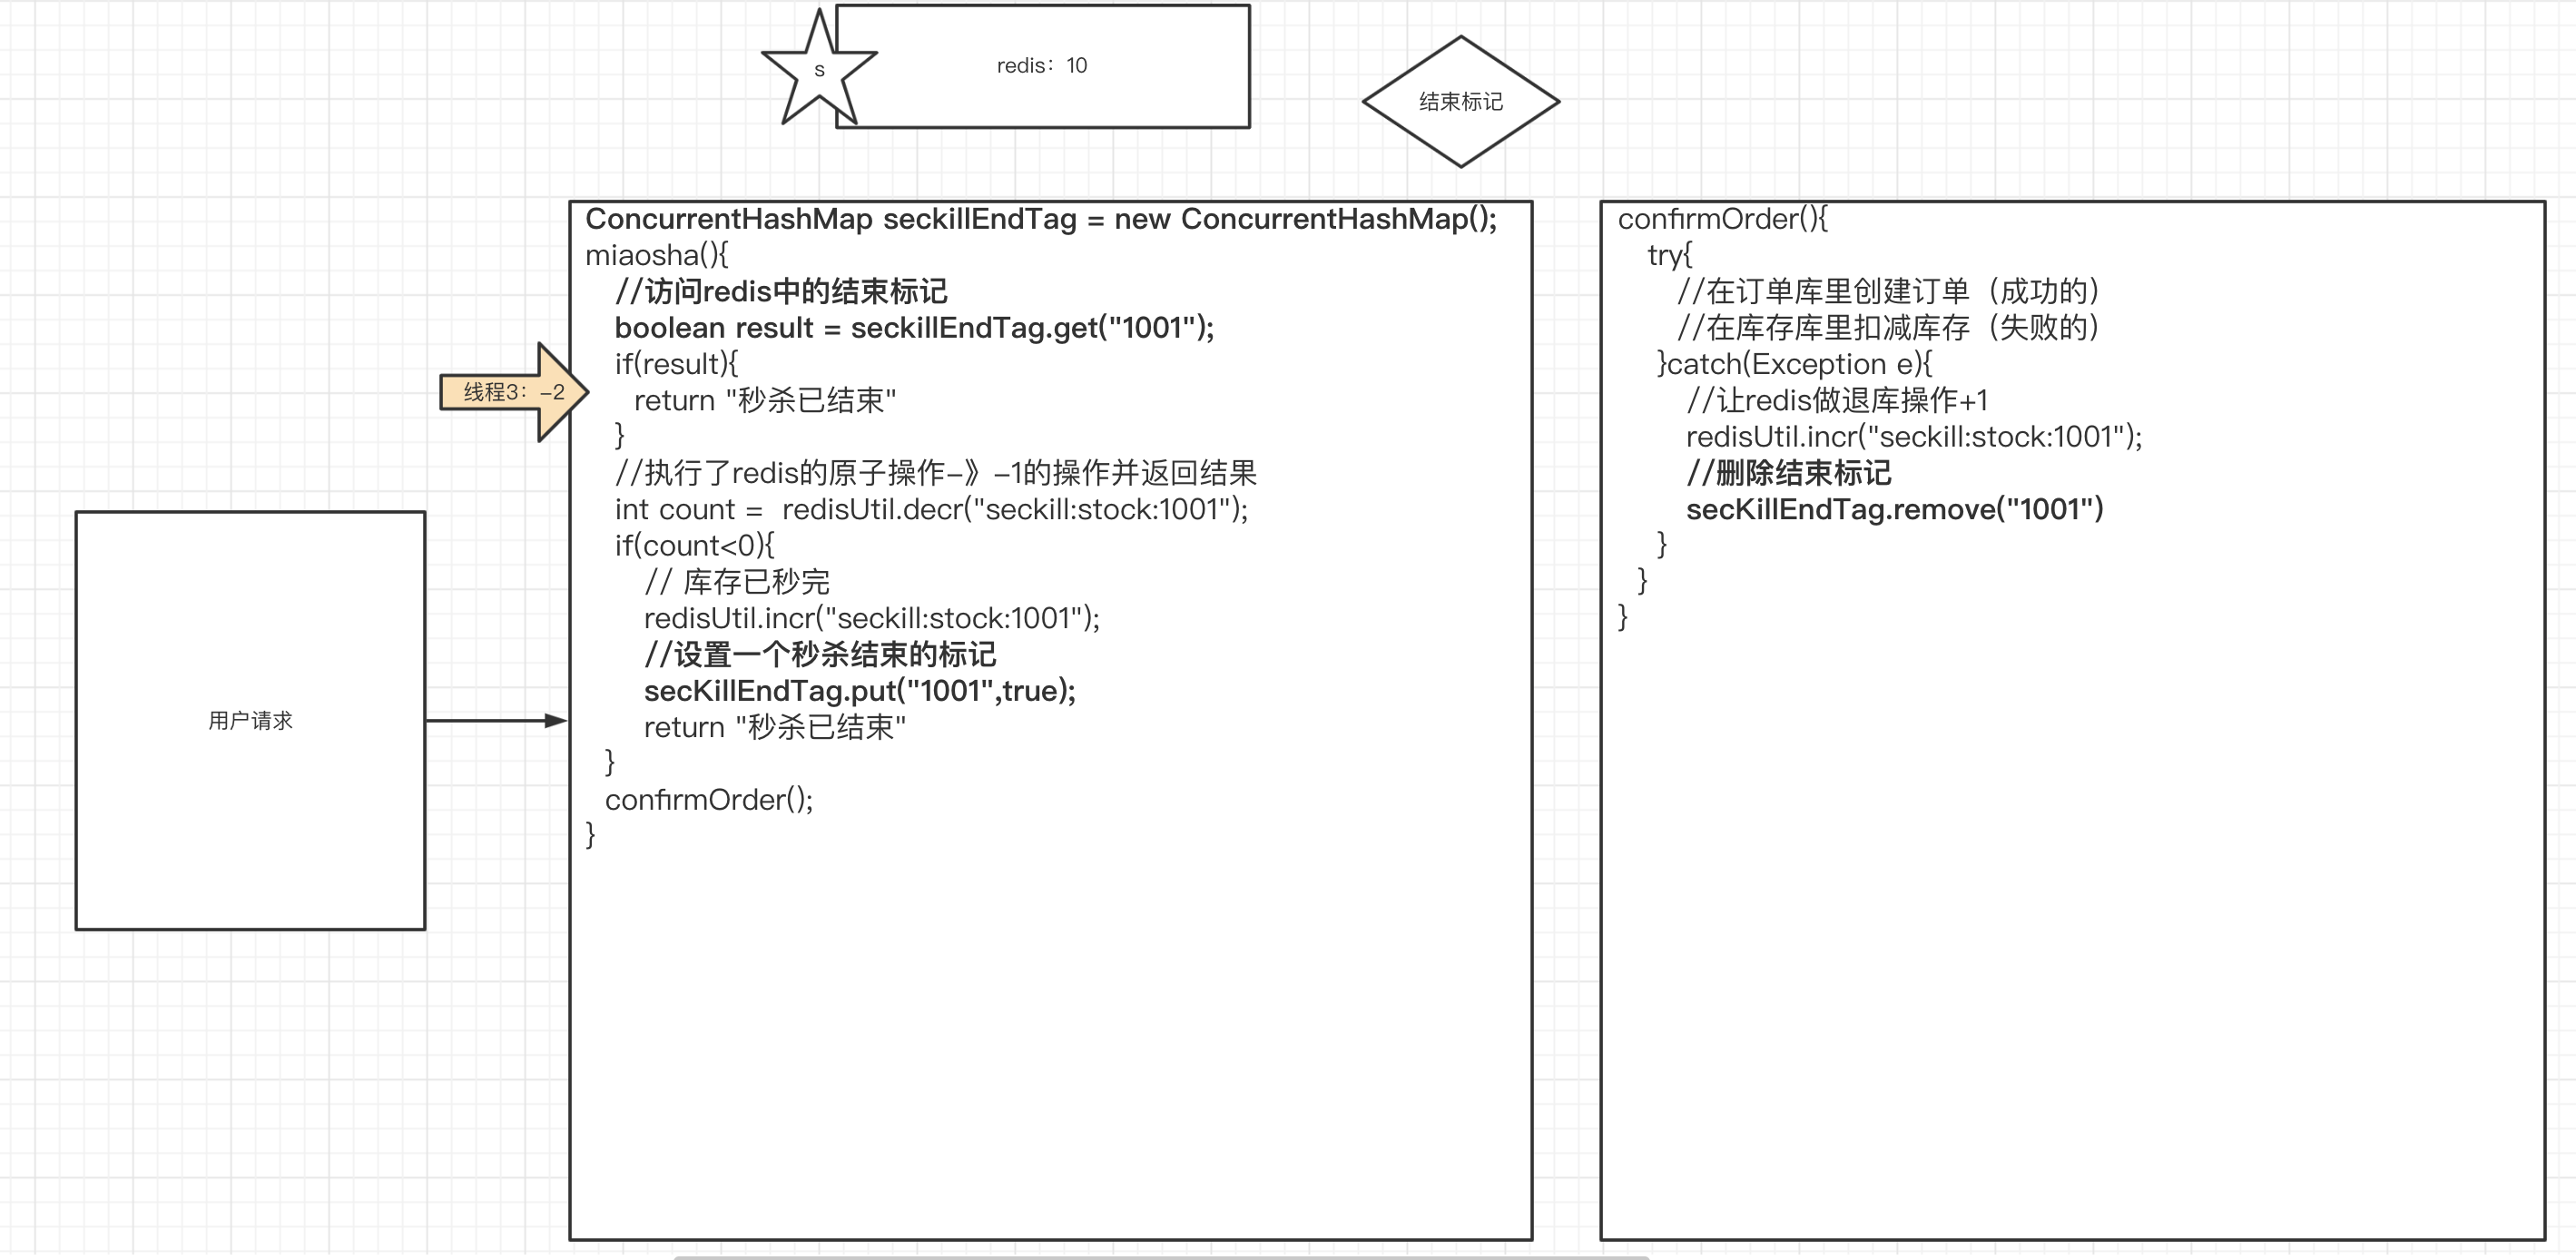 s
redis：10
结束标记
ConcurrentHashMap seckillEndTag = new ConcurrentHashMap();
miaosha(){
//访问redis中的结束标记
boolean result = seckillEndTag.get("1001");
if(result){
return "秒杀已结束"
}
//执行了redis的原子操作-》-1的操作并返回结果
int count =  redisUtil.decr("seckill:stock:1001");
if(count<0){
// 库存已秒完
redisUtil.incr("seckill:stock:1001");
//设置一个秒杀结束的标记
secKillEndTag.put("1001",true);
return "秒杀已结束"
}
confirmOrder();
}
线程3：-2
用户请求
confirmOrder(){
try{
//在订单库里创建订单（成功的）
//在库存库里扣减库存（失败的）
}catch(Exception e){
//让redis做退库操作+1
redisUtil.incr("seckill:stock:1001");
//删除结束标记
secKillEndTag.remove("1001")
}
}
}